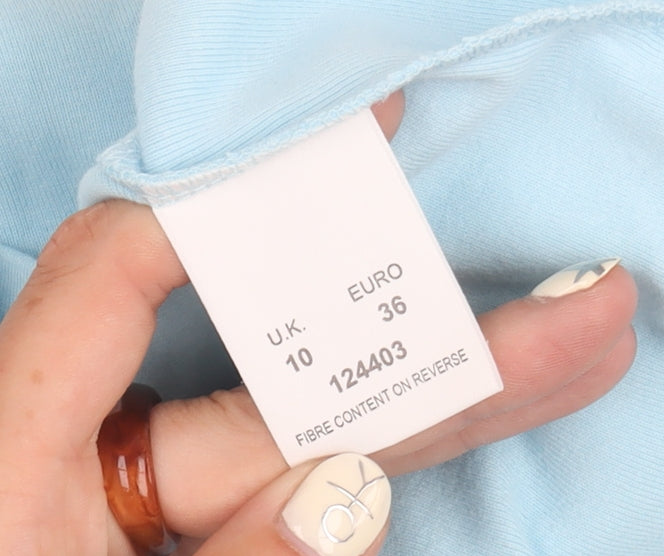 U.K. EURO
10 36
124403
FIBRE CONTENT ON REVERSE